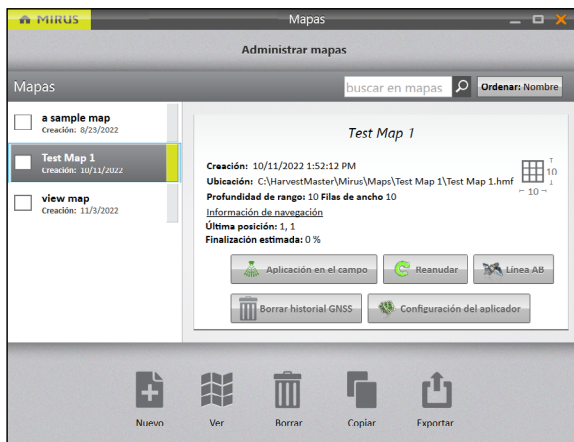 MIRUS
Mapas
Administrar mapas
Mapas
buscar en mapas
Ordenar: Nombre
a sample map
Creación: 8/23/2022
Test Map 1
Creación: 10/11/2022
view map
Creación: 11/3/2022
Test Map 1
Creación: 10/11/2022 1:52:12 PM
Ubicación: C:\HarvestMaster\Mirus\Maps\Test Map 1\Test Map 1.hmf
Profundidad de rango: 10 Filas de ancho 10
10
10
Información de navegación
Última posición: 1, 1
Finalización estimada: 0 %
Aplicación en el campo
Reanudar
Línea AB
Borrar historial GNSS
Configuración del aplicador
Nuevo
Ver
Borrar
Copiar
Exportar